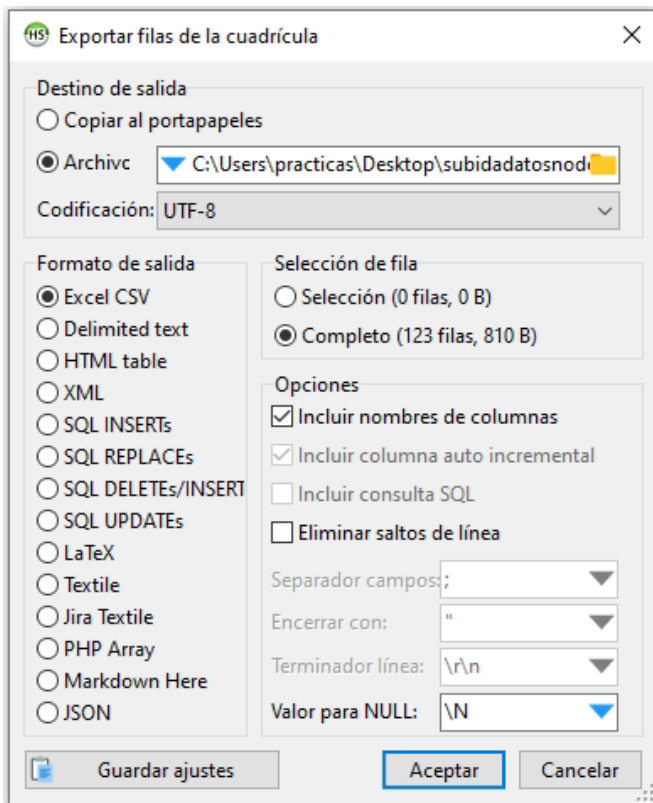 HS Exportar filas de la cuadrícula
Destino de salida
Copiar al portapapeles
Archivc C:\Users\practicas\Desktop\subidadatosnod
Codificación: UTF-8
Formato de salida
Excel CSV
Delimited text
HTML table
XML
SQL INSERTs
SQL REPLACEs
SQL DELETEs/INSERT
SQL UPDATEs
LaTeX
Textile
Jira Textile
PHP Array
Markdown Here
JSON
Selección de fila
Selección (0 filas, 0 B)
Completo (123 filas, 810 B)
Opciones
Incluir nombres de columnas
Incluir columna auto incremental
Incluir consulta SQL
Eliminar saltos de línea
Separador campos: ;
Encerrar con: "
Terminador línea: \r\n
Valor para NULL: \N
Guardar ajustes
Aceptar
Cancelar